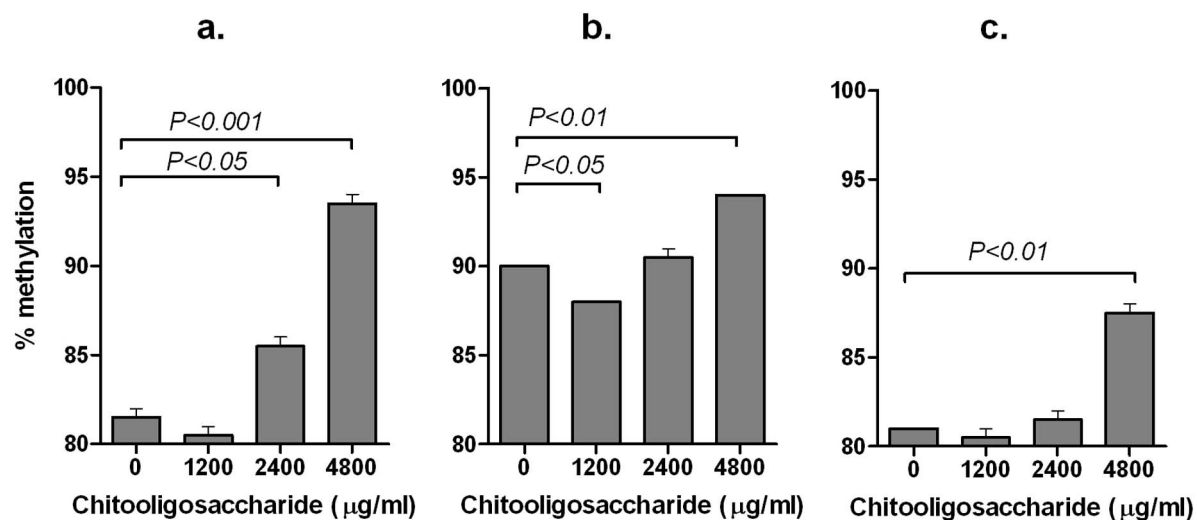 a.
100
95
90
85
80
% methylation
P<0.001
P<0.05
0 1200 2400 4800
Chitooligosaccharide (μg/ml)
b.
100
95
90
85
80
P<0.01
P<0.05
0 1200 2400 4800
Chitooligosaccharide (μg/ml)
c.
100
95
90
85
80
P<0.01
0 1200 2400 4800
Chitooligosaccharide (μg/ml)